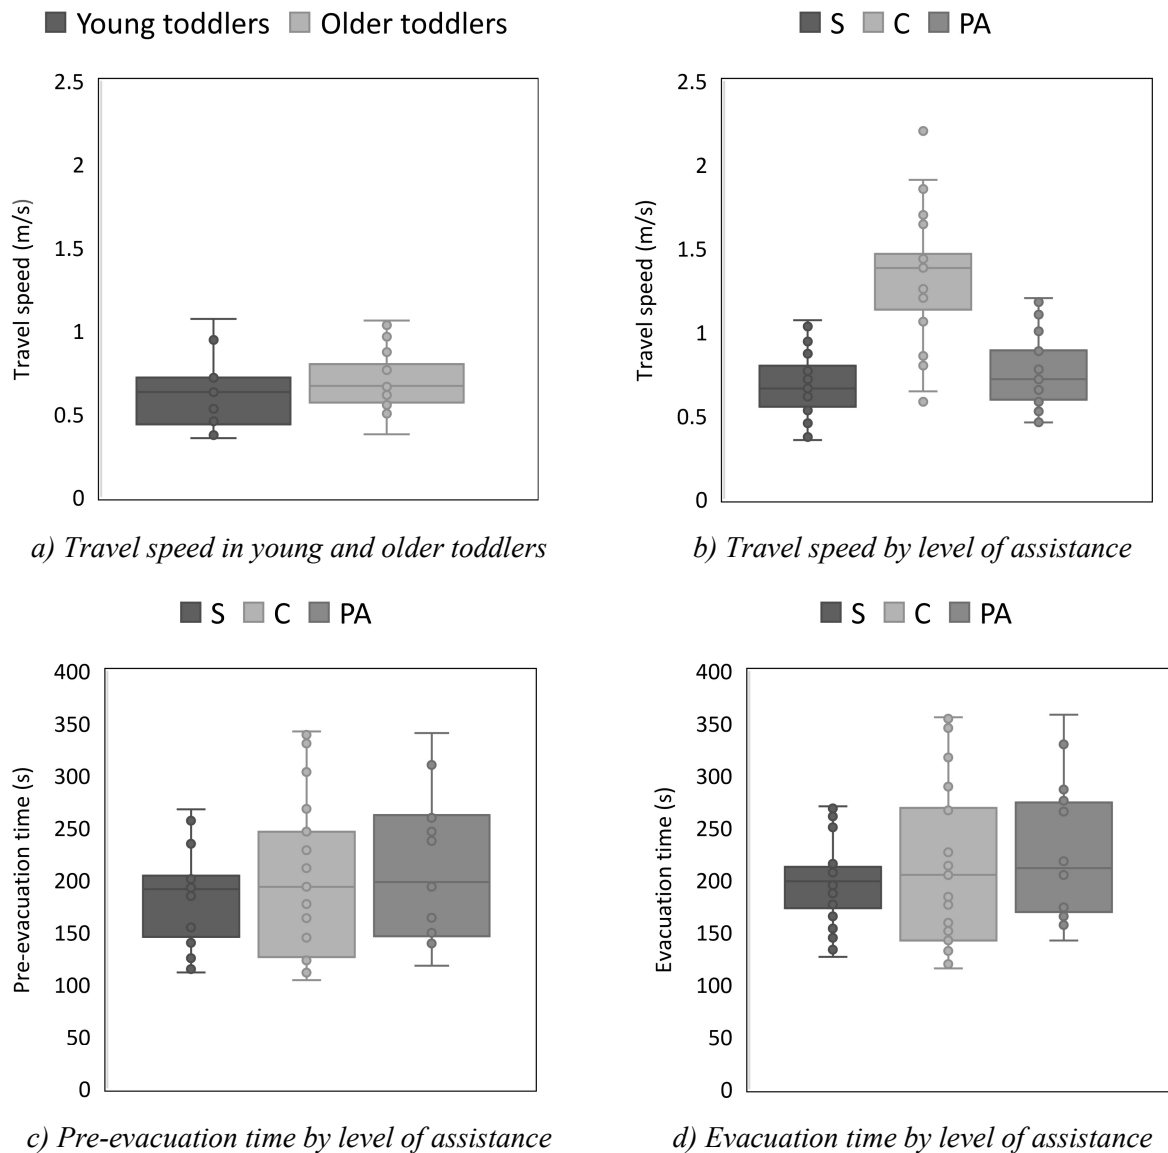 Young toddlers Older toddlers
S C PA
2.5
2
1.5
1
0.5
0
Travel speed (m/s)
2.5
2
1.5
1
0.5
0
Travel speed (m/s)
a) Travel speed in young and older toddlers
b) Travel speed by level of assistance
S C PA
S C PA
400
350
300
250
200
150
100
50
0
Pre-evacuation time (s)
400
350
300
250
200
150
100
50
0
Evacuation time (s)
c) Pre-evacuation time by level of assistance
d) Evacuation time by level of assistance